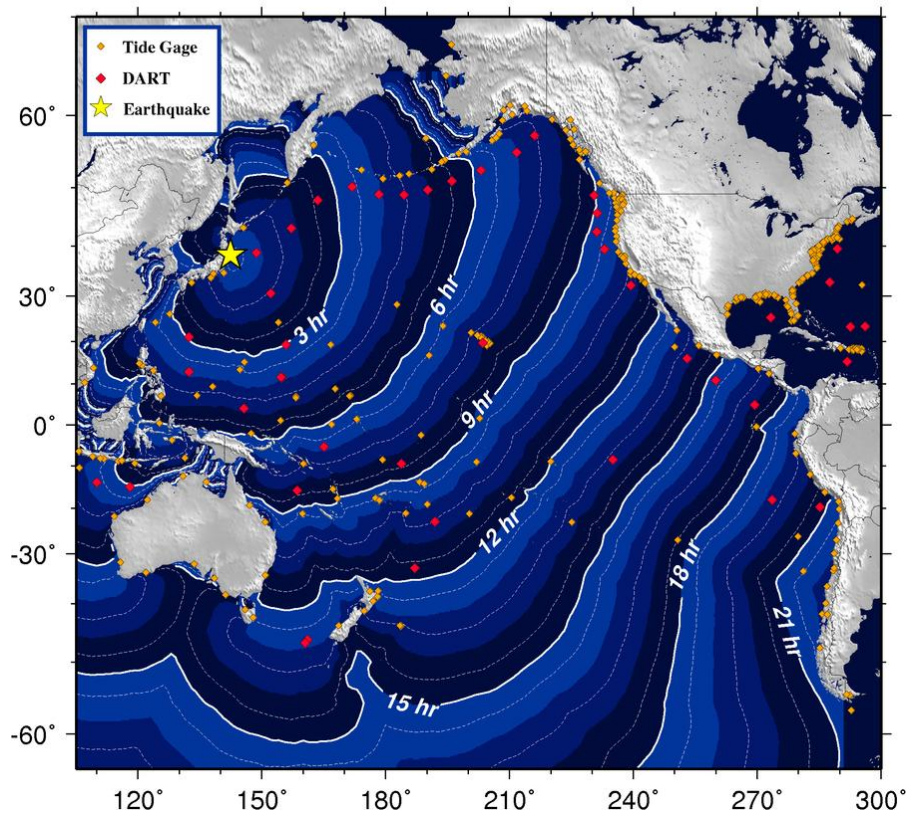 Tide Gage
DART
Earthquake
60°
30°
0°
-30°
-60°
3 hr
6 hr
9 hr
12 hr
15 hr
18 hr
21 hr
120°
150°
180°
210°
240°
270°
300°